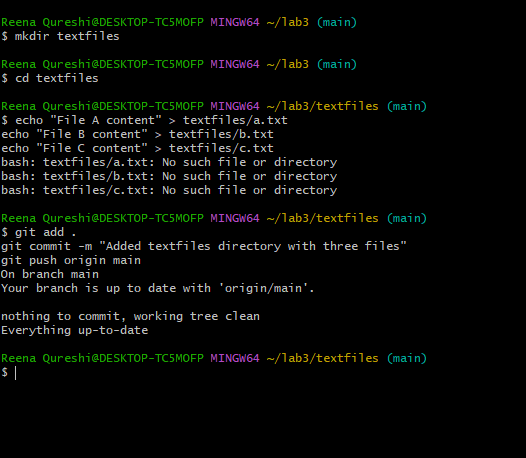 Reena Qureshi@DESKTOP-TC5MOFP MINGW64 ~/lab3 (main)
$ mkdir textfiles
Reena Qureshi@DESKTOP-TC5MOFP MINGW64 ~/lab3 (main)
$ cd textfiles
Reena Qureshi@DESKTOP-TC5MOFP MINGW64 ~/lab3/textfiles (main)
$ echo "File A content" > textfiles/a.txt
echo "File B content" > textfiles/b.txt
echo "File C content" > textfiles/c.txt
bash: textfiles/a.txt: No such file or directory
bash: textfiles/b.txt: No such file or directory
bash: textfiles/c.txt: No such file or directory
Reena Qureshi@DESKTOP-TC5MOFP MINGW64 ~/lab3/textfiles (main)
$ git add .
git commit -m "Added textfiles directory with three files"
git push origin main
On branch main
Your branch is up to date with 'origin/main'.
nothing to commit, working tree clean
Everything up-to-date
Reena Qureshi@DESKTOP-TC5MOFP MINGW64 ~/lab3/textfiles (main)
$